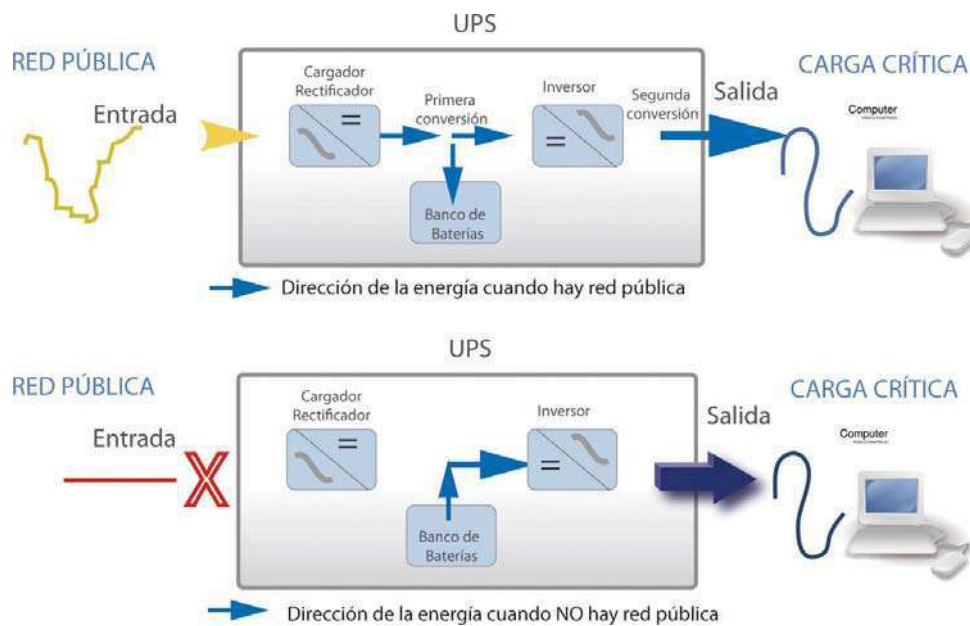 UPS
RED PÚBLICA
CARGA CRÍTICA
Entrada
Cargador
Rectificador
Primera
conversión
Inversor
Segunda
conversión
Salida
Computer
Banco de
Baterías
Dirección de la energía cuando hay red pública
UPS
RED PÚBLICA
CARGA CRÍTICA
Entrada
X
Cargador
Rectificador
Inversor
Salida
Computer
Banco de
Baterías
Dirección de la energía cuando NO hay red pública